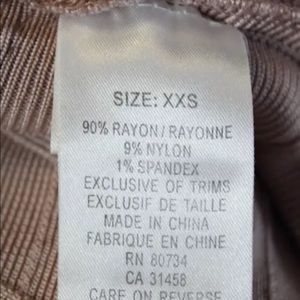 SIZE: XXS
90% RAYON/RAYONNE
9% NYLON
1% SPANDEX
EXCLUSIVE OF TRIMS
EXCLUSIF DE TAILLE
MADE IN CHINA
FABRIQUE EN CHINE
RN 80734
CA 31458
CARE ON REVERSE